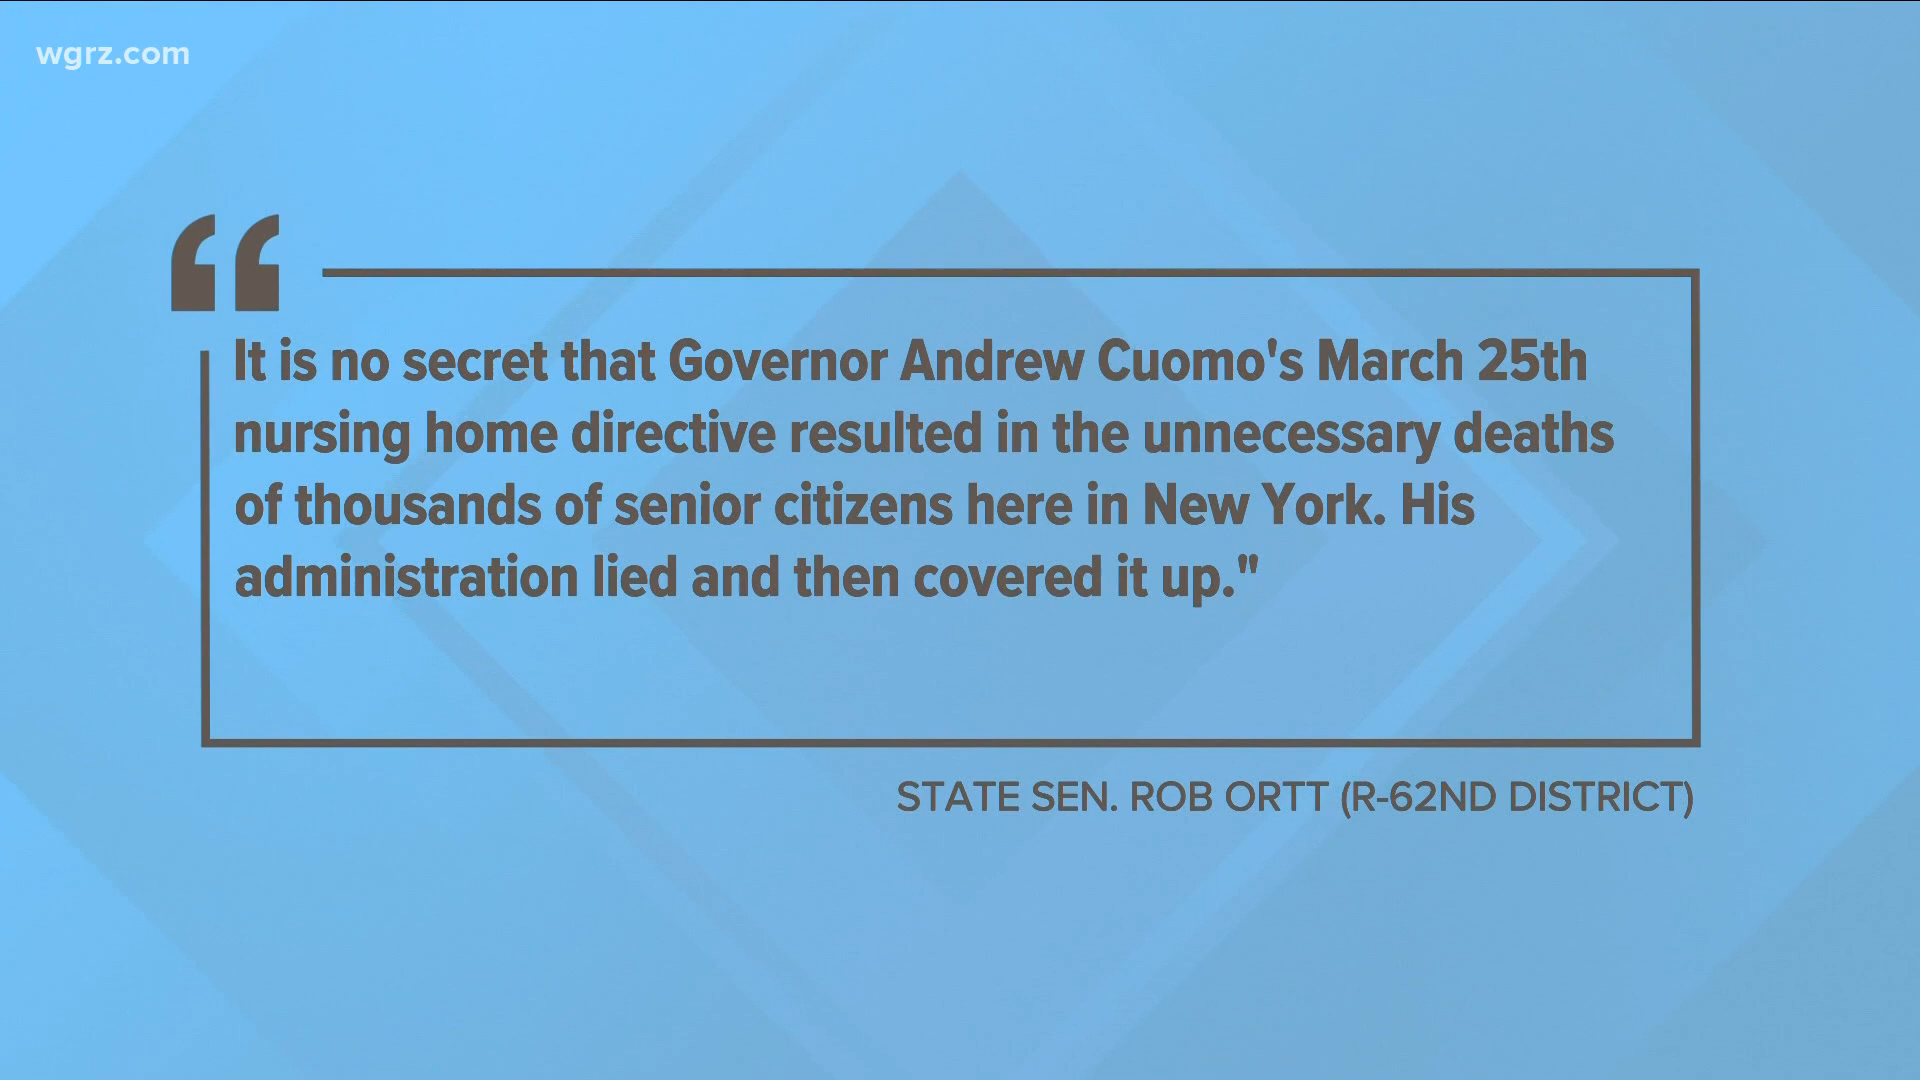 wgrz.com
“
It is no secret that Governor Andrew Cuomo's March 25th
nursing home directive resulted in the unnecessary deaths
of thousands of senior citizens here in New York. His
administration lied and then covered it up."
STATE SEN. ROB ORTT (R-62ND DISTRICT)